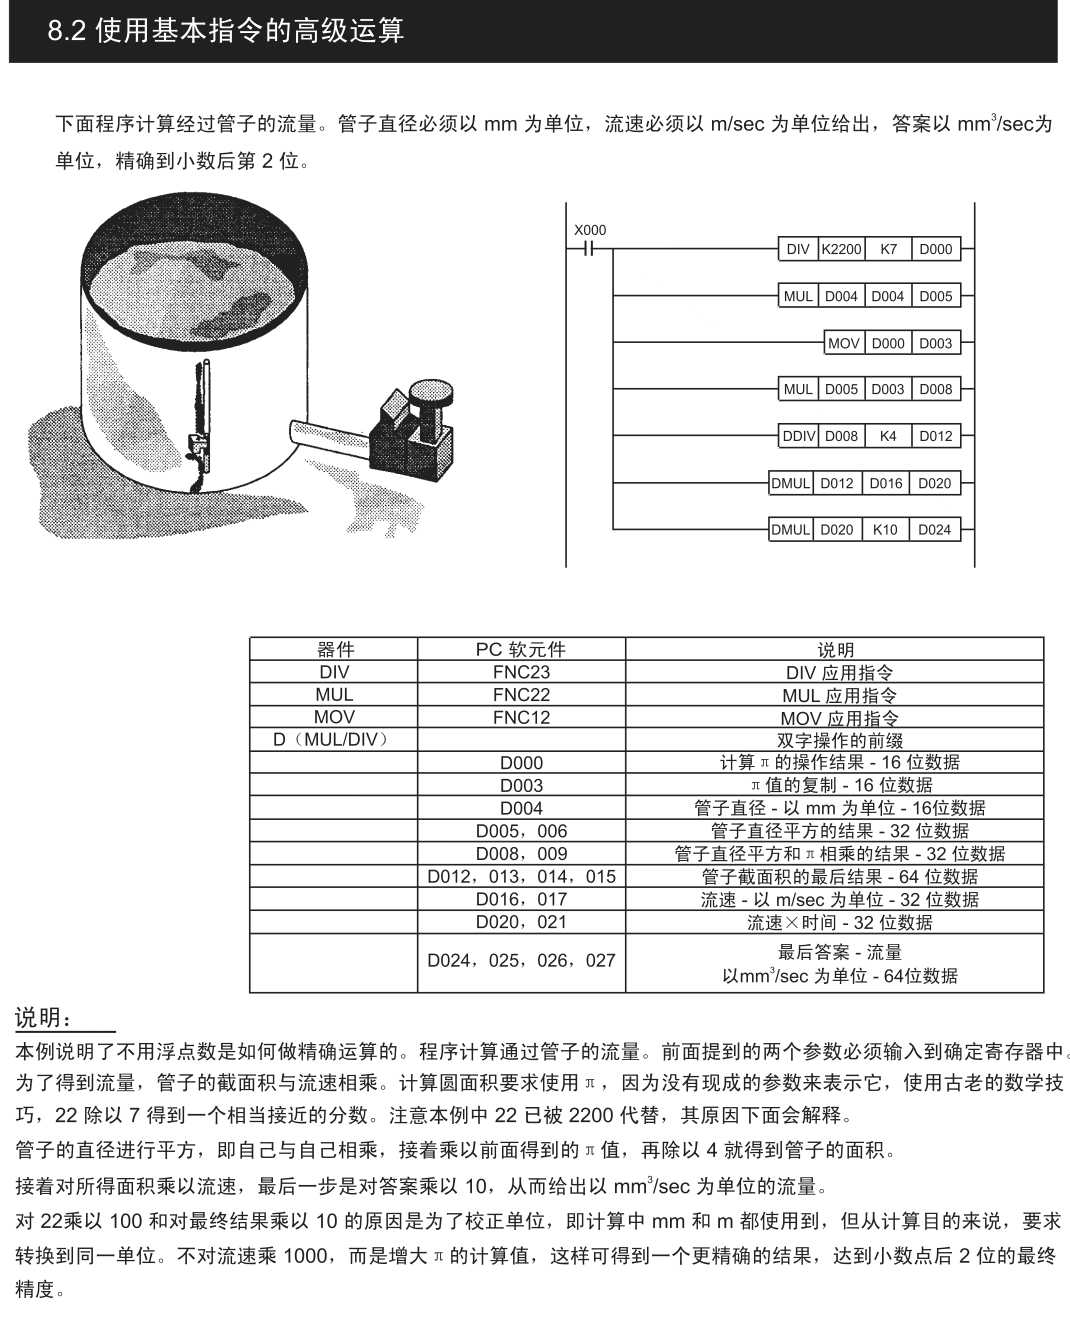 8.2 使用基本指令的高级运算
下面程序计算经过管子的流量。管子直径必须以 mm 为单位，流速必须以 m/sec 为单位给出，答案以 mm³/sec为
单位，精确到小数后第 2 位。
X000
DIV K2200 K7 D000
MUL D004 D004 D005
MOV D000 D003
MUL D005 D003 D008
DDIV D008 K4 D012
DMUL D012 D016 D020
DMUL D020 K10 D024
器件 PC 软元件 说明
DIV FNC23 DIV 应用指令
MUL FNC22 MUL 应用指令
MOV FNC12 MOV 应用指令
D（MUL/DIV） 双字操作的前缀
D000 计算 π 的操作结果 - 16 位数据
D003 π 值的复制 - 16 位数据
D004 管子直径 - 以 mm 为单位 - 16位数据
D005，006 管子直径平方的结果 - 32 位数据
D008，009 管子直径平方和 π 相乘的结果 - 32 位数据
D012，013，014，015 管子截面积的最后结果 - 64 位数据
D016，017 流速 - 以 m/sec 为单位 - 32 位数据
D020，021 流速×时间 - 32 位数据
D024，025，026，027 最后答案 - 流量
以mm³/sec 为单位 - 64位数据
说明：
本例说明了不用浮点数是如何做精确运算的。程序计算通过管子的流量。前面提到的两个参数必须输入到确定寄存器中。
为了得到流量，管子的截面积与流速相乘。计算圆面积要求使用 π ，因为没有现成的参数来表示它，使用古老的数学技
巧，22 除以 7 得到一个相当接近的分数。注意本例中 22 已被 2200 代替，其原因下面会解释。
管子的直径进行平方，即自己与自己相乘，接着乘以前面得到的 π 值，再除以 4 就得到管子的面积。
接着对所得面积乘以流速，最后一步是对答案乘以 10，从而给出以 mm³/sec 为单位的流量。
对 22乘以 100 和对最终结果乘以 10 的原因是为了校正单位，即计算中 mm 和 m 都使用到，但从计算目的来说，要求
转换到同一单位。不对流速乘 1000，而是增大 π 的计算值，这样可得到一个更精确的结果，达到小数点后 2 位的最终
精度。